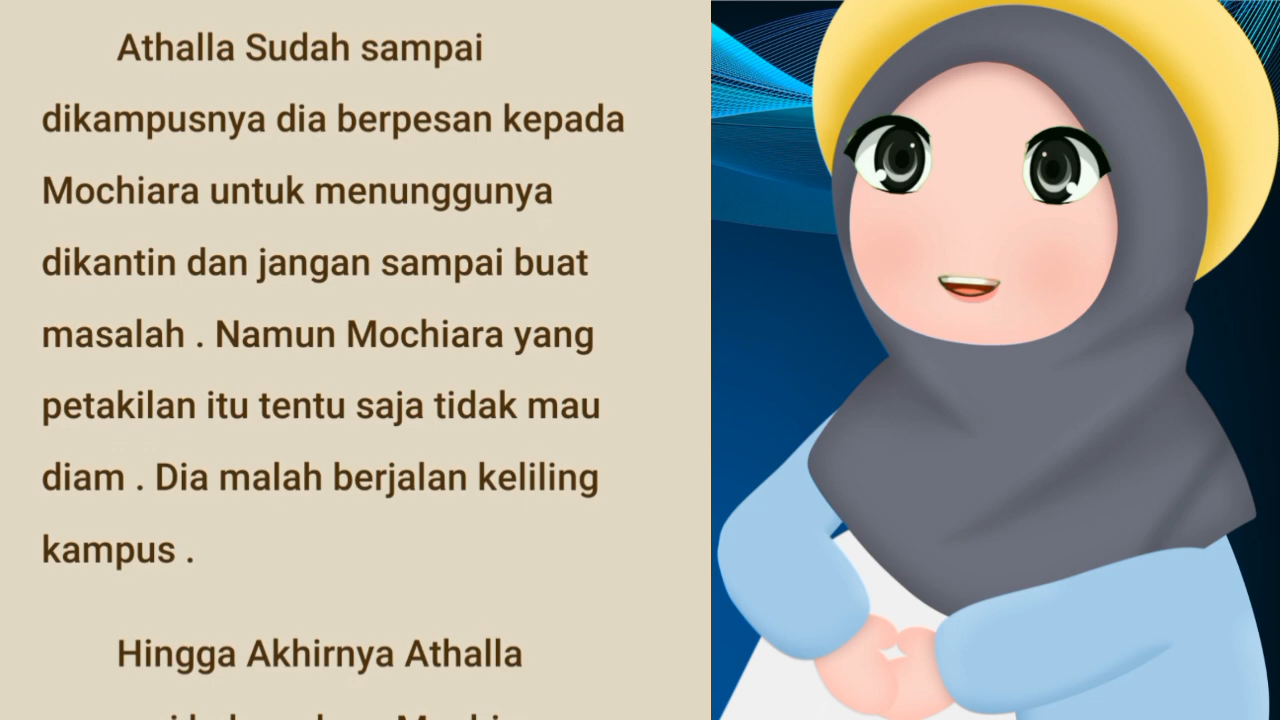 Athalla Sudah sampai
dikampusnya dia berpesan kepada
Mochiara untuk menunggunya
dikantin dan jangan sampai buat
masalah . Namun Mochiara yang
petakilan itu tentu saja tidak mau
diam . Dia malah berjalan keliling
kampus .
Hingga Akhirnya Athalla